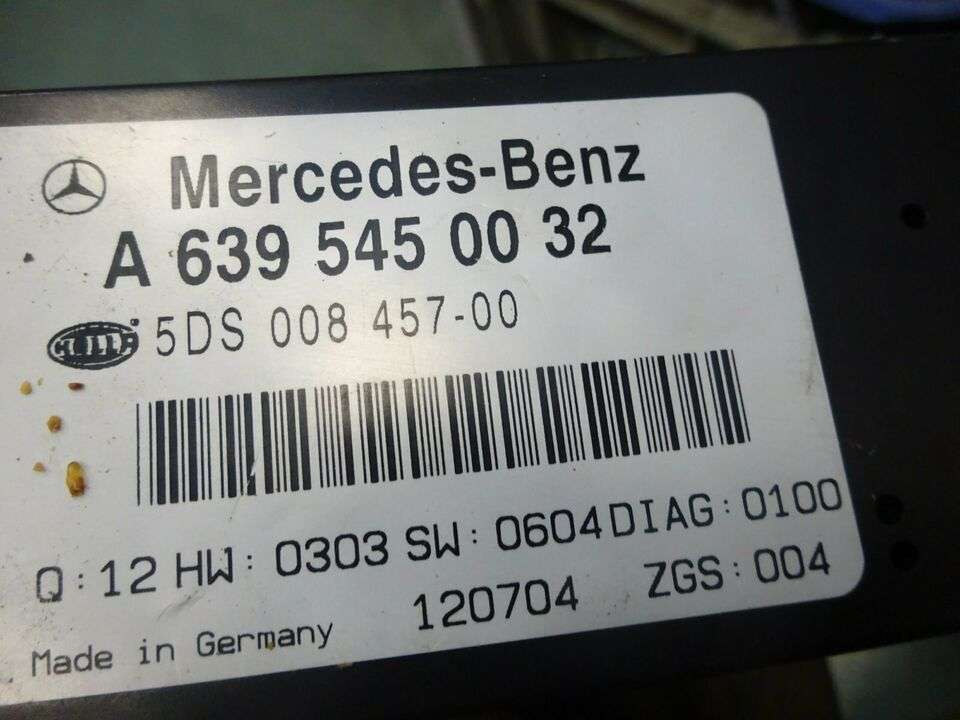 Mercedes-Benz
A 639 545 00 32
HELLA 5DS 008 457-00
Q:12 HW: 0303 SW: 0604 DIAG: 0100
120704 ZGS: 004
Made in Germany